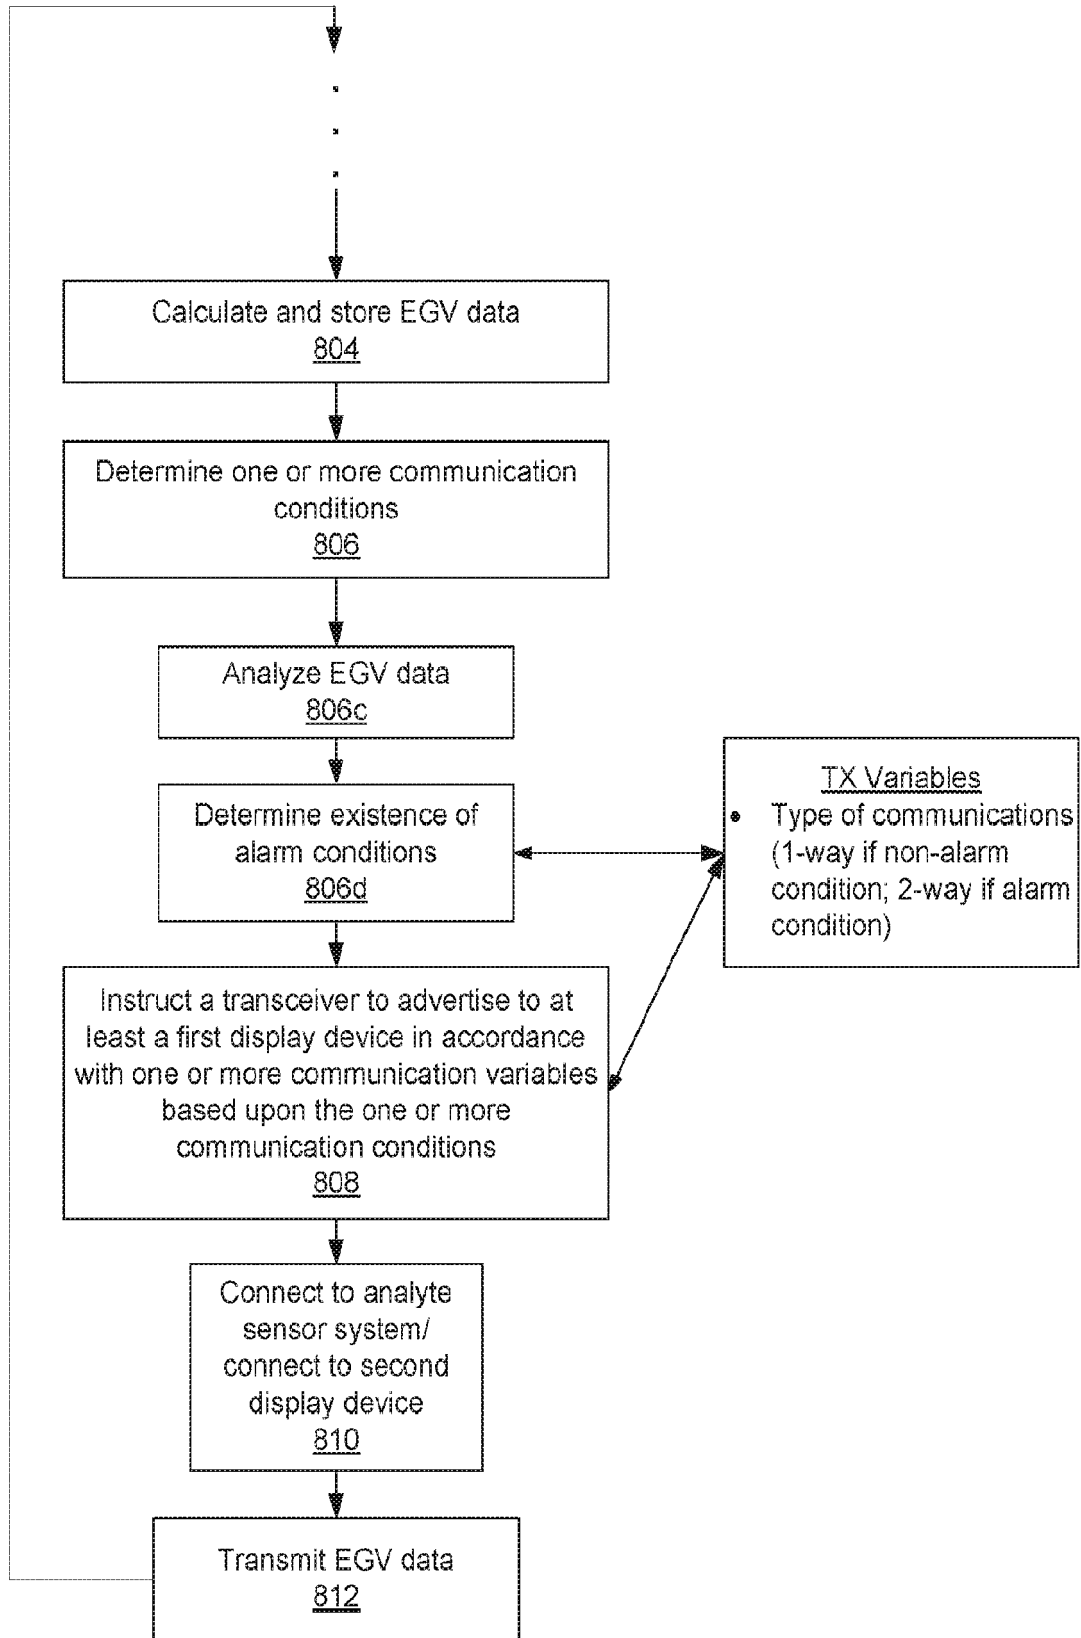 Calculate and store EGV data
804
Determine one or more communication
conditions
806
Analyze EGV data
806c
Determine existence of
alarm conditions
806d
TX Variables
• Type of communications
(1-way if non-alarm
condition; 2-way if alarm
condition)
Instruct a transceiver to advertise to at
least a first display device in accordance
with one or more communication variables
based upon the one or more
communication conditions
808
Connect to analyte
sensor system/
connect to second
display device
810
Transmit EGV data
812